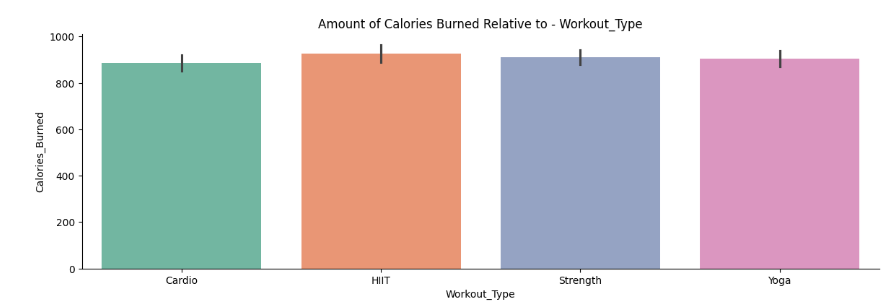 Amount of Calories Burned Relative to - Workout_Type
1000
800
600
400
200
0
Calories_Burned
Cardio HIIT Strength Yoga
Workout_Type